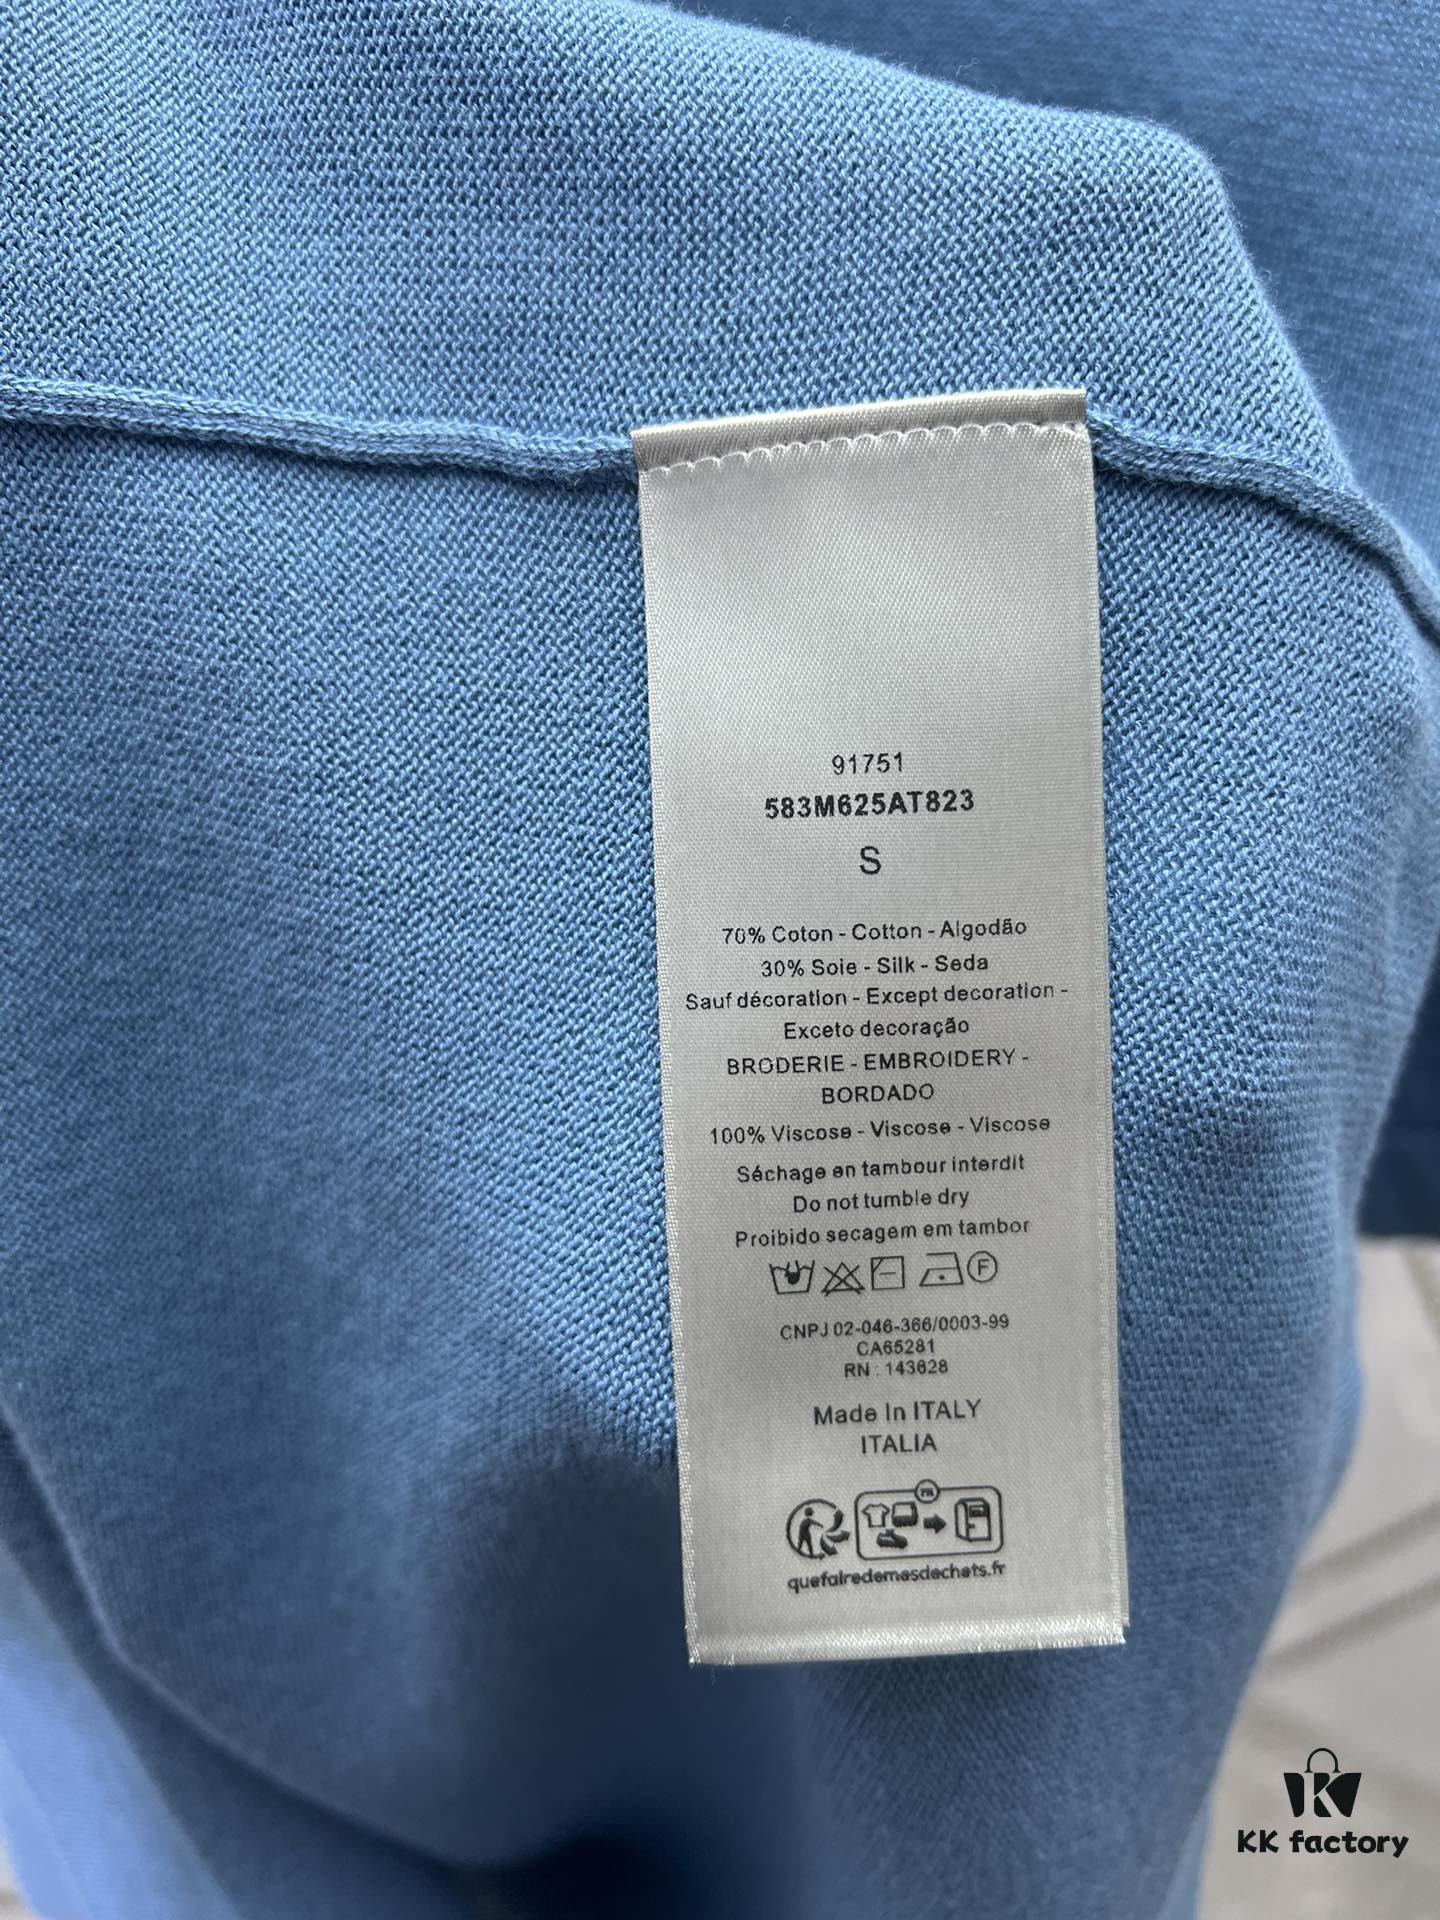 91751
583M625AT823
S
70% Coton - Cotton - Algodão
30% Soie - Silk - Seda
Sauf décoration - Except decoration -
Exceto decoração
BRODERIE - EMBROIDERY -
BORDADO
100% Viscose - Viscose - Viscose
Séchage en tambour interdit
Do not tumble dry
Proibido secagem em tambor
F
CNPJ 02-046-366/0003-99
CA65281
RN : 143628
Made In ITALY
ITALIA
FR
quefairedemesdechets.fr
KK factory